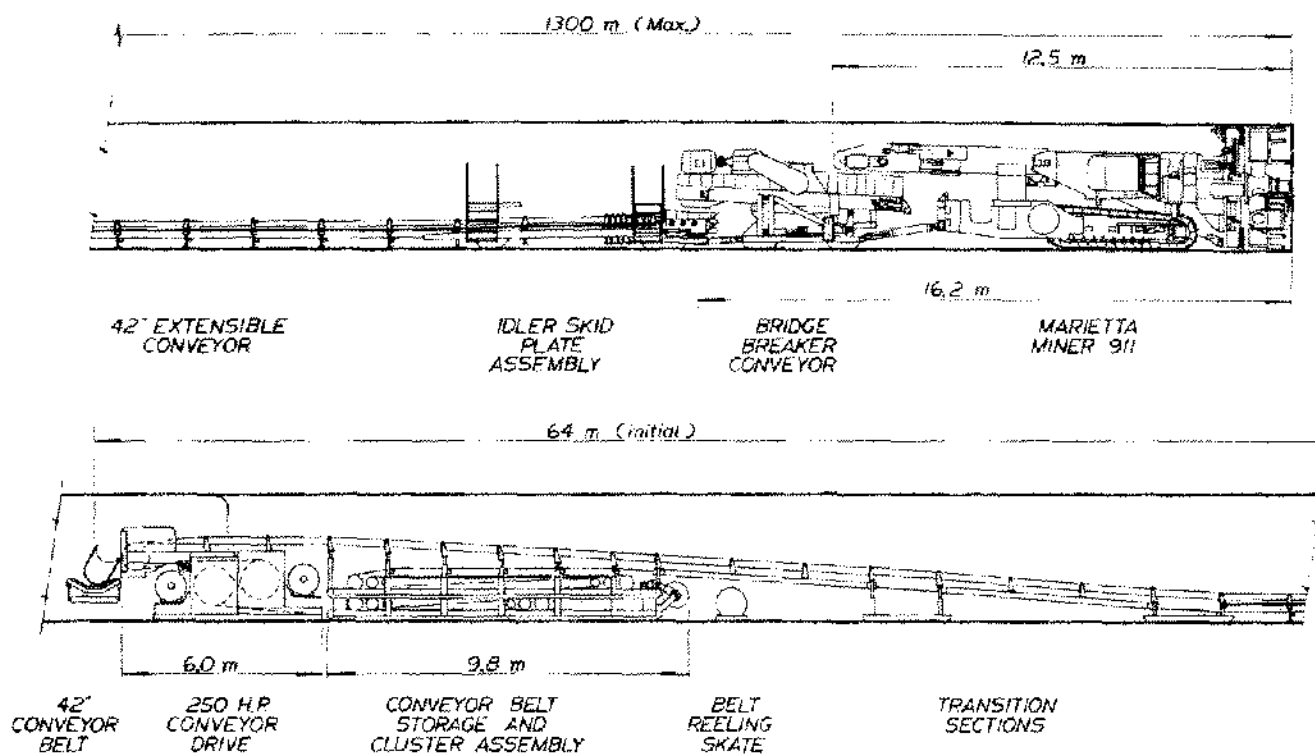 1300 m (Max.)
12.5 m
16.2 m
42" EXTENSIBLE
CONVEYOR
IDLER SKID
PLATE
ASSEMBLY
BRIDGE
BREAKER
CONVEYOR
MARIETTA
MINER 911
64 m (initial)
6.0 m
9.8 m
42"
CONVEYOR
BELT
250 H.P.
CONVEYOR
DRIVE
CONVEYOR BELT
STORAGE AND
CLUSTER ASSEMBLY
BELT
REELING
SKATE
TRANSITION
SECTIONS